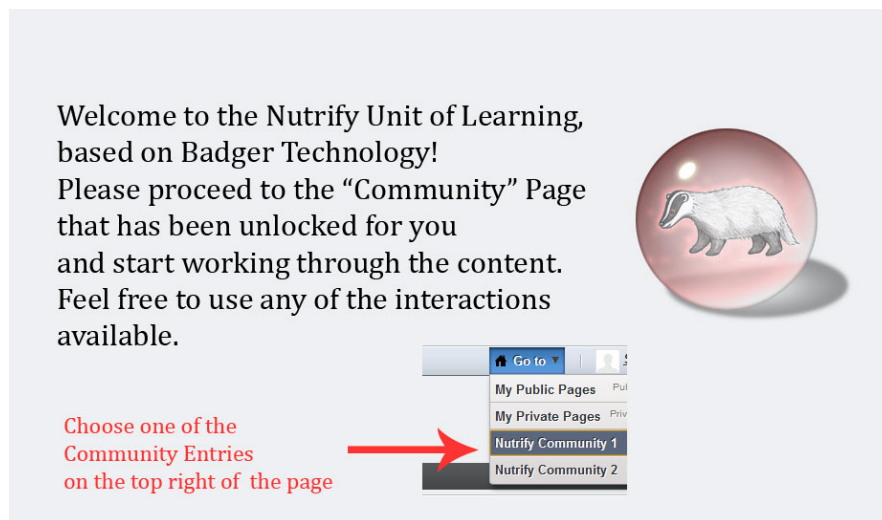 Welcome to the Nutrify Unit of Learning,
based on Badger Technology!
Please proceed to the “Community” Page
that has been unlocked for you
and start working through the content.
Feel free to use any of the interactions
available.
Go to
My Public Pages
My Private Pages
Nutrify Community 1
Nutrify Community 2
Choose one of the
Community Entries
on the top right of the page